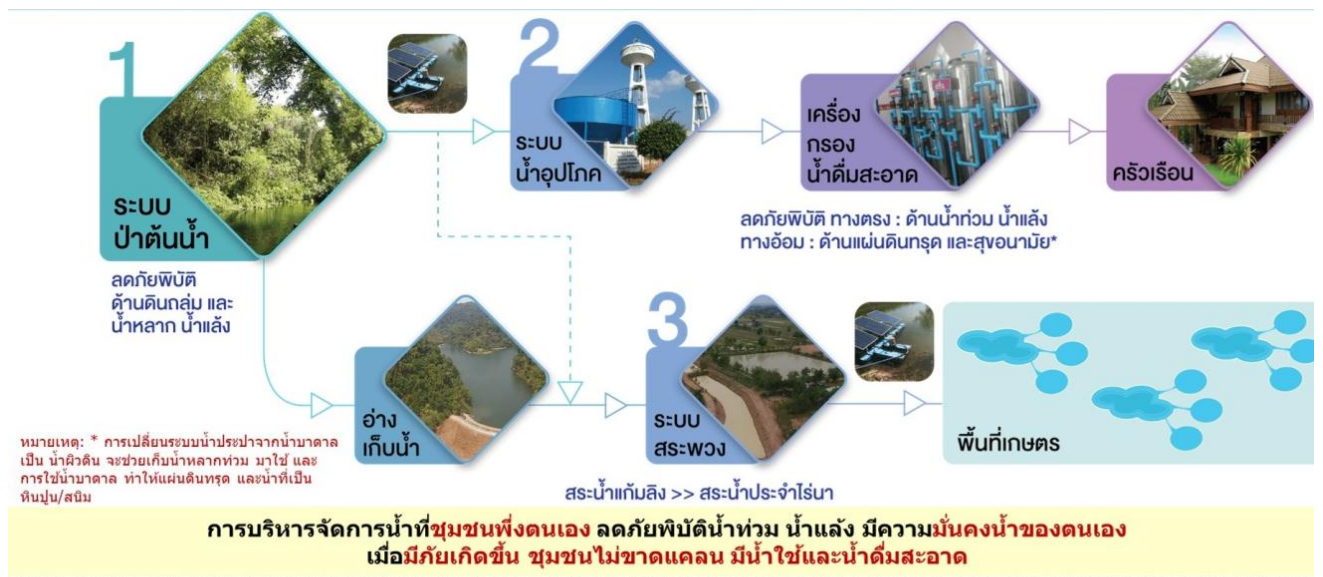 1
ระบบ
ป่าต้นน้ำ
ลดภัยพิบัติ
ด้านดินถล่ม และ
น้ำหลาก น้ำแล้ง
2
ระบบ
น้ำอุปโภค
เครื่อง
กรอง
น้ำดื่มสะอาด
ครัวเรือน
ลดภัยพิบัติ ทางตรง : ด้านน้ำท่วม น้ำแล้ง
ทางอ้อม : ด้านแผ่นดินทรุด และสุขอนามัย*
อ่าง
เก็บน้ำ
3
ระบบ
สระพวง
พื้นที่เกษตร
สระน้ำแก้มลิง >> สระน้ำประจำไร่นา
หมายเหตุ: * การเปลี่ยนระบบน้ำประปาจากน้ำบาดาล
เป็น น้ำผิวดิน จะช่วยเก็บน้ำหลากท่วม มาใช้ และ
การใช้น้ำบาดาล ทำให้แผ่นดินทรุด และน้ำที่เป็น
หินปูน/สนิม
การบริหารจัดการน้ำที่ชุมชนพึ่งตนเอง ลดภัยพิบัติน้ำท่วม น้ำแล้ง มีความมั่นคงน้ำของตนเอง
เมื่อมีภัยเกิดขึ้น ชุมชนไม่ขาดแคลน มีน้ำใช้และน้ำดื่มสะอาด